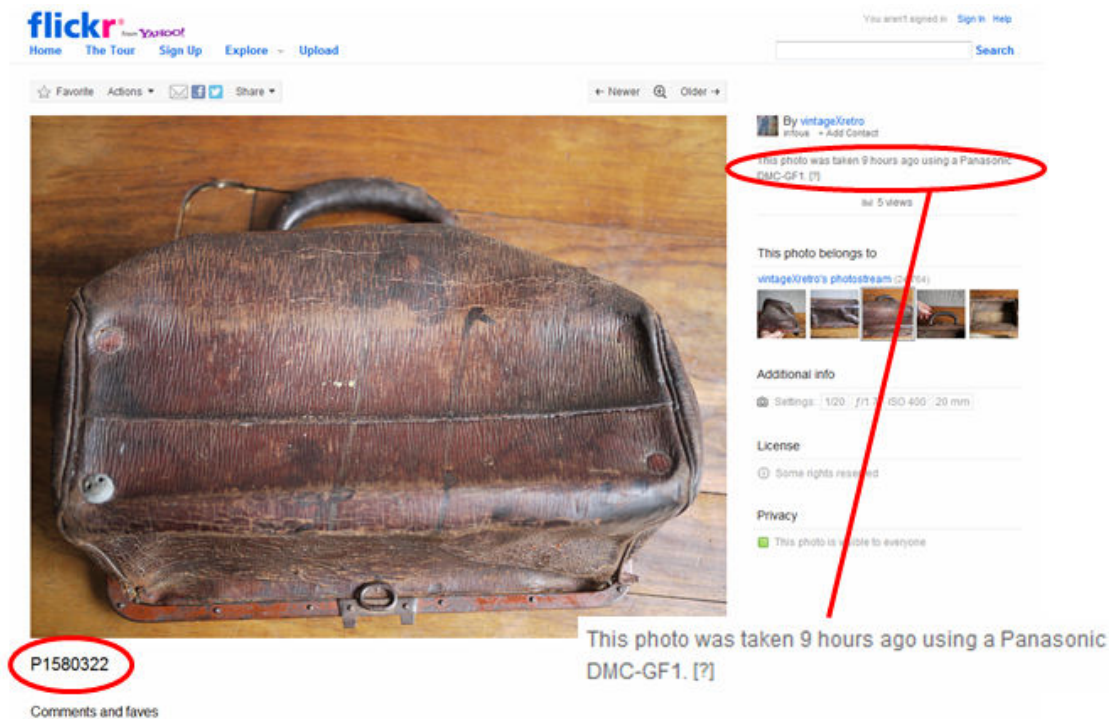 flickr from YAHOO!
You aren't signed in Sign In Help
Home The Tour Sign Up Explore Upload
Search
Favorite Actions Share
← Newer Older →
By vintageXretro
+ Add Contact
This photo was taken 9 hours ago using a Panasonic
DMC-GF1. [?]
5 views
This photo belongs to
vintageXretro's photostream
Additional info
Settings: 1/20 ISO 400 20 mm
License
Some rights reserved
Privacy
This photo is visible to everyone
This photo was taken 9 hours ago using a Panasonic
DMC-GF1. [?]
P1580322
Comments and faves